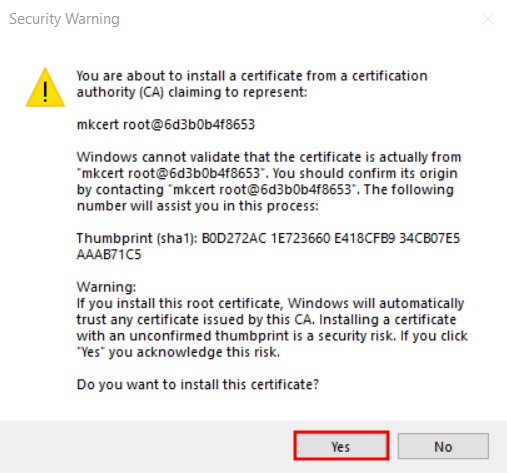 Security Warning
You are about to install a certificate from a certification
authority (CA) claiming to represent:
mkcert root@6d3b0b4f8653
Windows cannot validate that the certificate is actually from
"mkcert root@6d3b0b4f8653". You should confirm its origin
by contacting "mkcert root@6d3b0b4f8653". The following
number will assist you in this process:
Thumbprint (sha1): B0D272AC 1E723660 E418CFB9 34CB07E5
AAAB71C5
Warning:
If you install this root certificate, Windows will automatically
trust any certificate issued by this CA. Installing a certificate
with an unconfirmed thumbprint is a security risk. If you click
"Yes" you acknowledge this risk.
Do you want to install this certificate?
Yes No